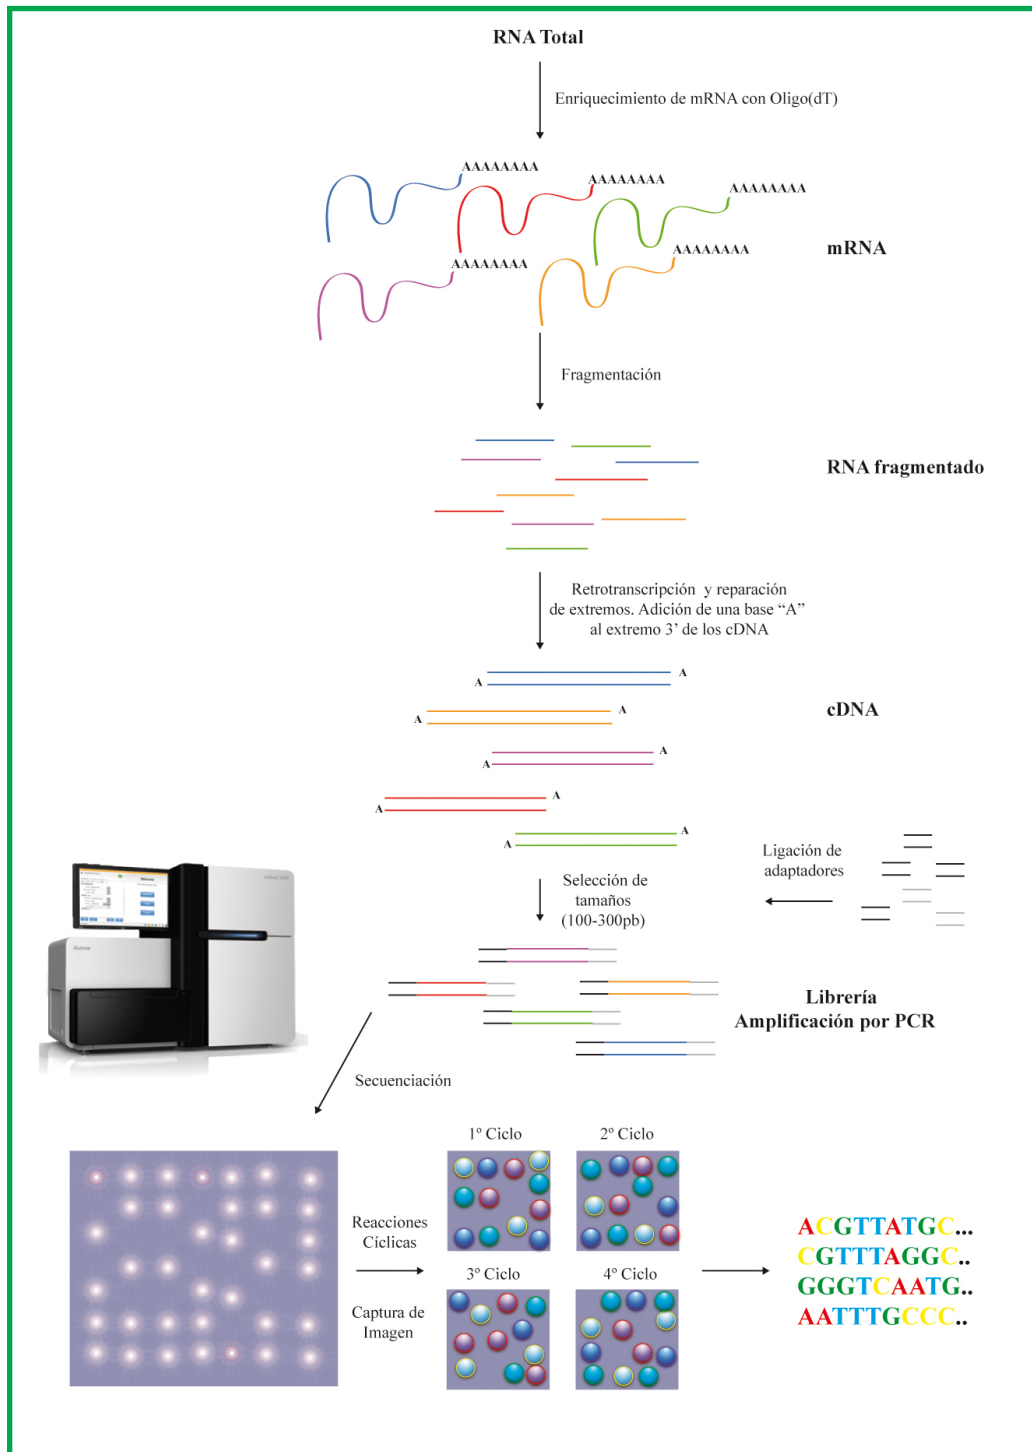 RNA Total
Enriquecimiento de mRNA con Oligo(dT)
AAAAAAAA
AAAAAAAA
AAAAAAAA
AAAAAAAA
AAAAAAAA
mRNA
Fragmentación
RNA fragmentado
Retrotranscripción y reparación
de extremos. Adición de una base “A”
al extremo 3’ de los cDNA
A
A
A
A
A
A
A
A
A
A
cDNA
Ligación de
adaptadores
Selección de
tamaños
(100-300pb)
Librería
Amplificación por PCR
Secuenciación
1º Ciclo
2º Ciclo
Reacciones
Cíclicas
3º Ciclo
4º Ciclo
Captura de
Imagen
ACGTTATGC...
CGTTTAGGC..
GGGTCAATG..
AATTTGCCC..